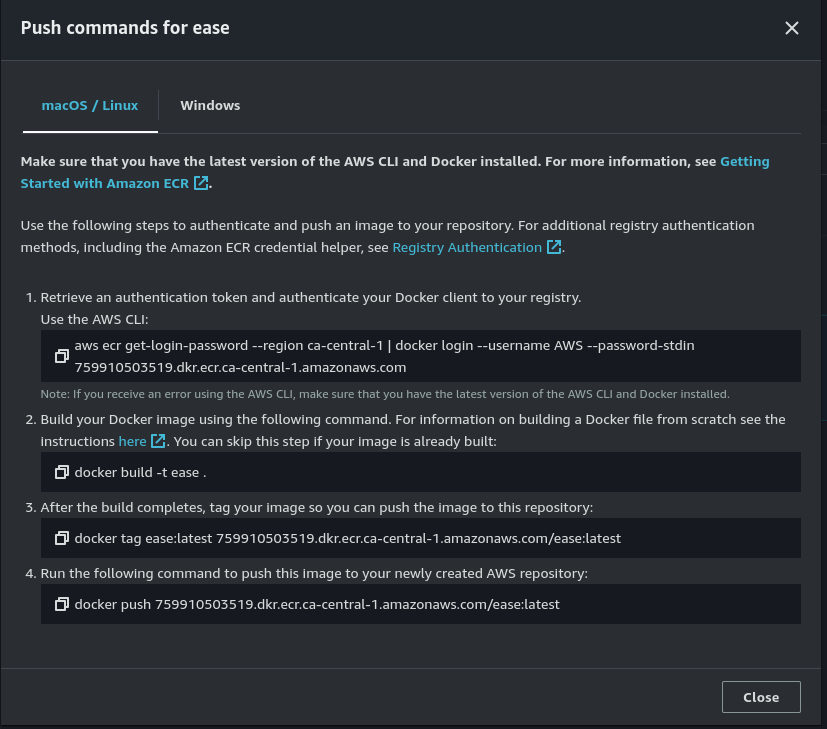 Push commands for ease
macOS / Linux
Windows
Make sure that you have the latest version of the AWS CLI and Docker installed. For more information, see Getting
Started with Amazon ECR.
Use the following steps to authenticate and push an image to your repository. For additional registry authentication
methods, including the Amazon ECR credential helper, see Registry Authentication.
1. Retrieve an authentication token and authenticate your Docker client to your registry.
Use the AWS CLI:
aws ecr get-login-password --region ca-central-1 | docker login --username AWS --password-stdin
759910503519.dkr.ecr.ca-central-1.amazonaws.com
Note: If you receive an error using the AWS CLI, make sure that you have the latest version of the AWS CLI and Docker installed.
2. Build your Docker image using the following command. For information on building a Docker file from scratch see the
instructions here. You can skip this step if your image is already built:
docker build -t ease .
3. After the build completes, tag your image so you can push the image to this repository:
docker tag ease:latest 759910503519.dkr.ecr.ca-central-1.amazonaws.com/ease:latest
4. Run the following command to push this image to your newly created AWS repository:
docker push 759910503519.dkr.ecr.ca-central-1.amazonaws.com/ease:latest
Close